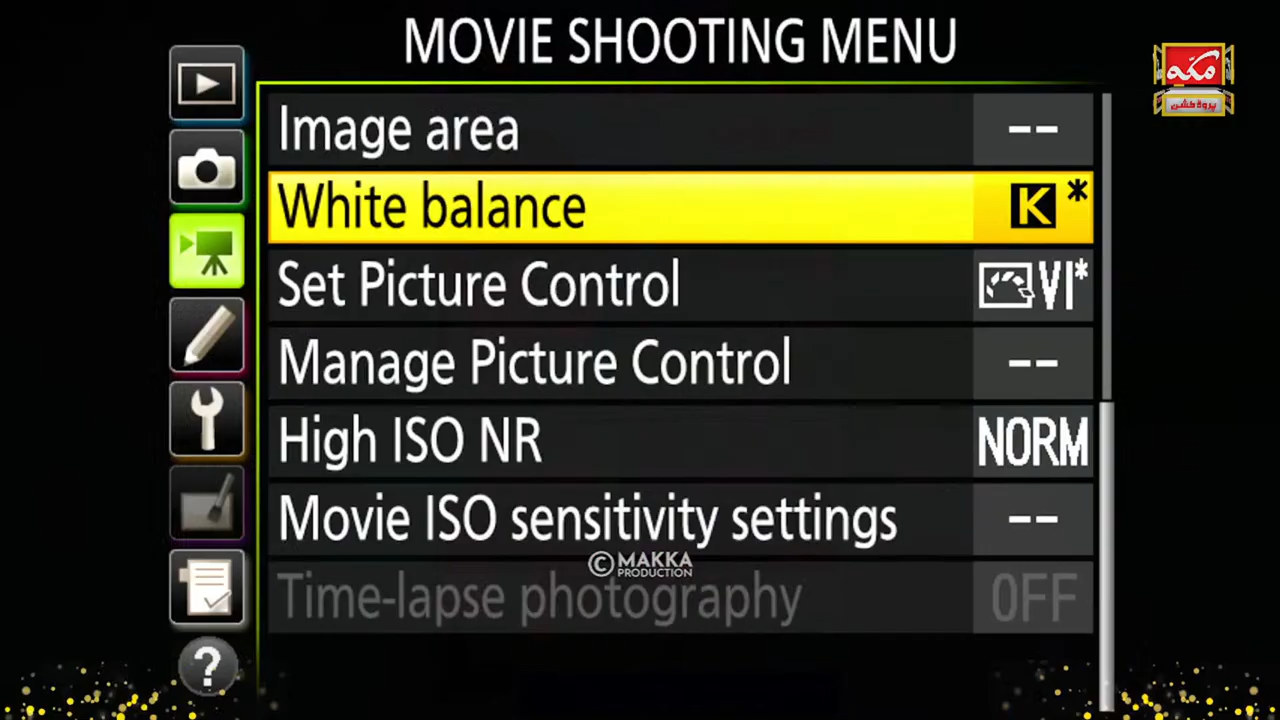 MOVIE SHOOTING MENU
مكه
پروڈكشن
Image area --
White balance K*
Set Picture Control VI*
Manage Picture Control --
High ISO NR NORM
Movie ISO sensitivity settings --
© MAKKA
PRODUCTION
Time-lapse photography OFF
?